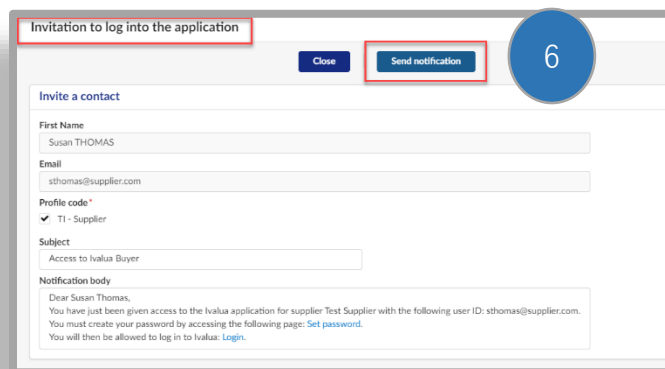 Invitation to log into the application
Close
Send notification
6
Invite a contact
First Name
Susan THOMAS
Email
sthomas@supplier.com
Profile code*
TI - Supplier
Subject
Access to Ivalua Buyer
Notification body
Dear Susan Thomas,
You have just been given access to the Ivalua application for supplier Test Supplier with the following user ID: sthomas@supplier.com.
You must create your password by accessing the following page: Set password.
You will then be allowed to log in to Ivalua: Login.